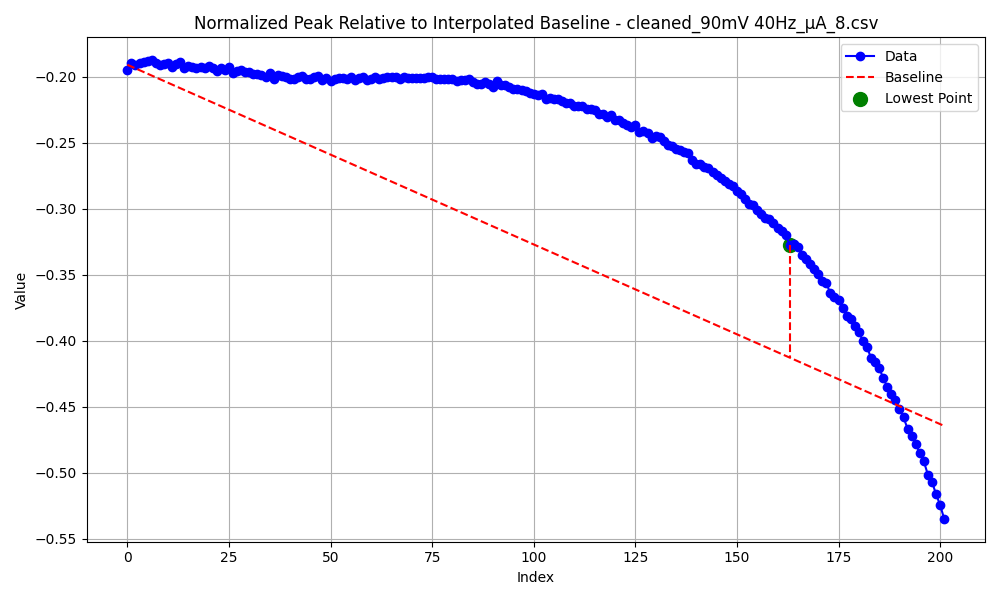 Normalized Peak Relative to Interpolated Baseline - cleaned_90mV 40Hz_μA_8.csv
Data
Baseline
Lowest Point
−0.20
−0.25
−0.30
−0.35
−0.40
−0.45
−0.50
−0.55
Value
0 25 50 75 100 125 150 175 200
Index